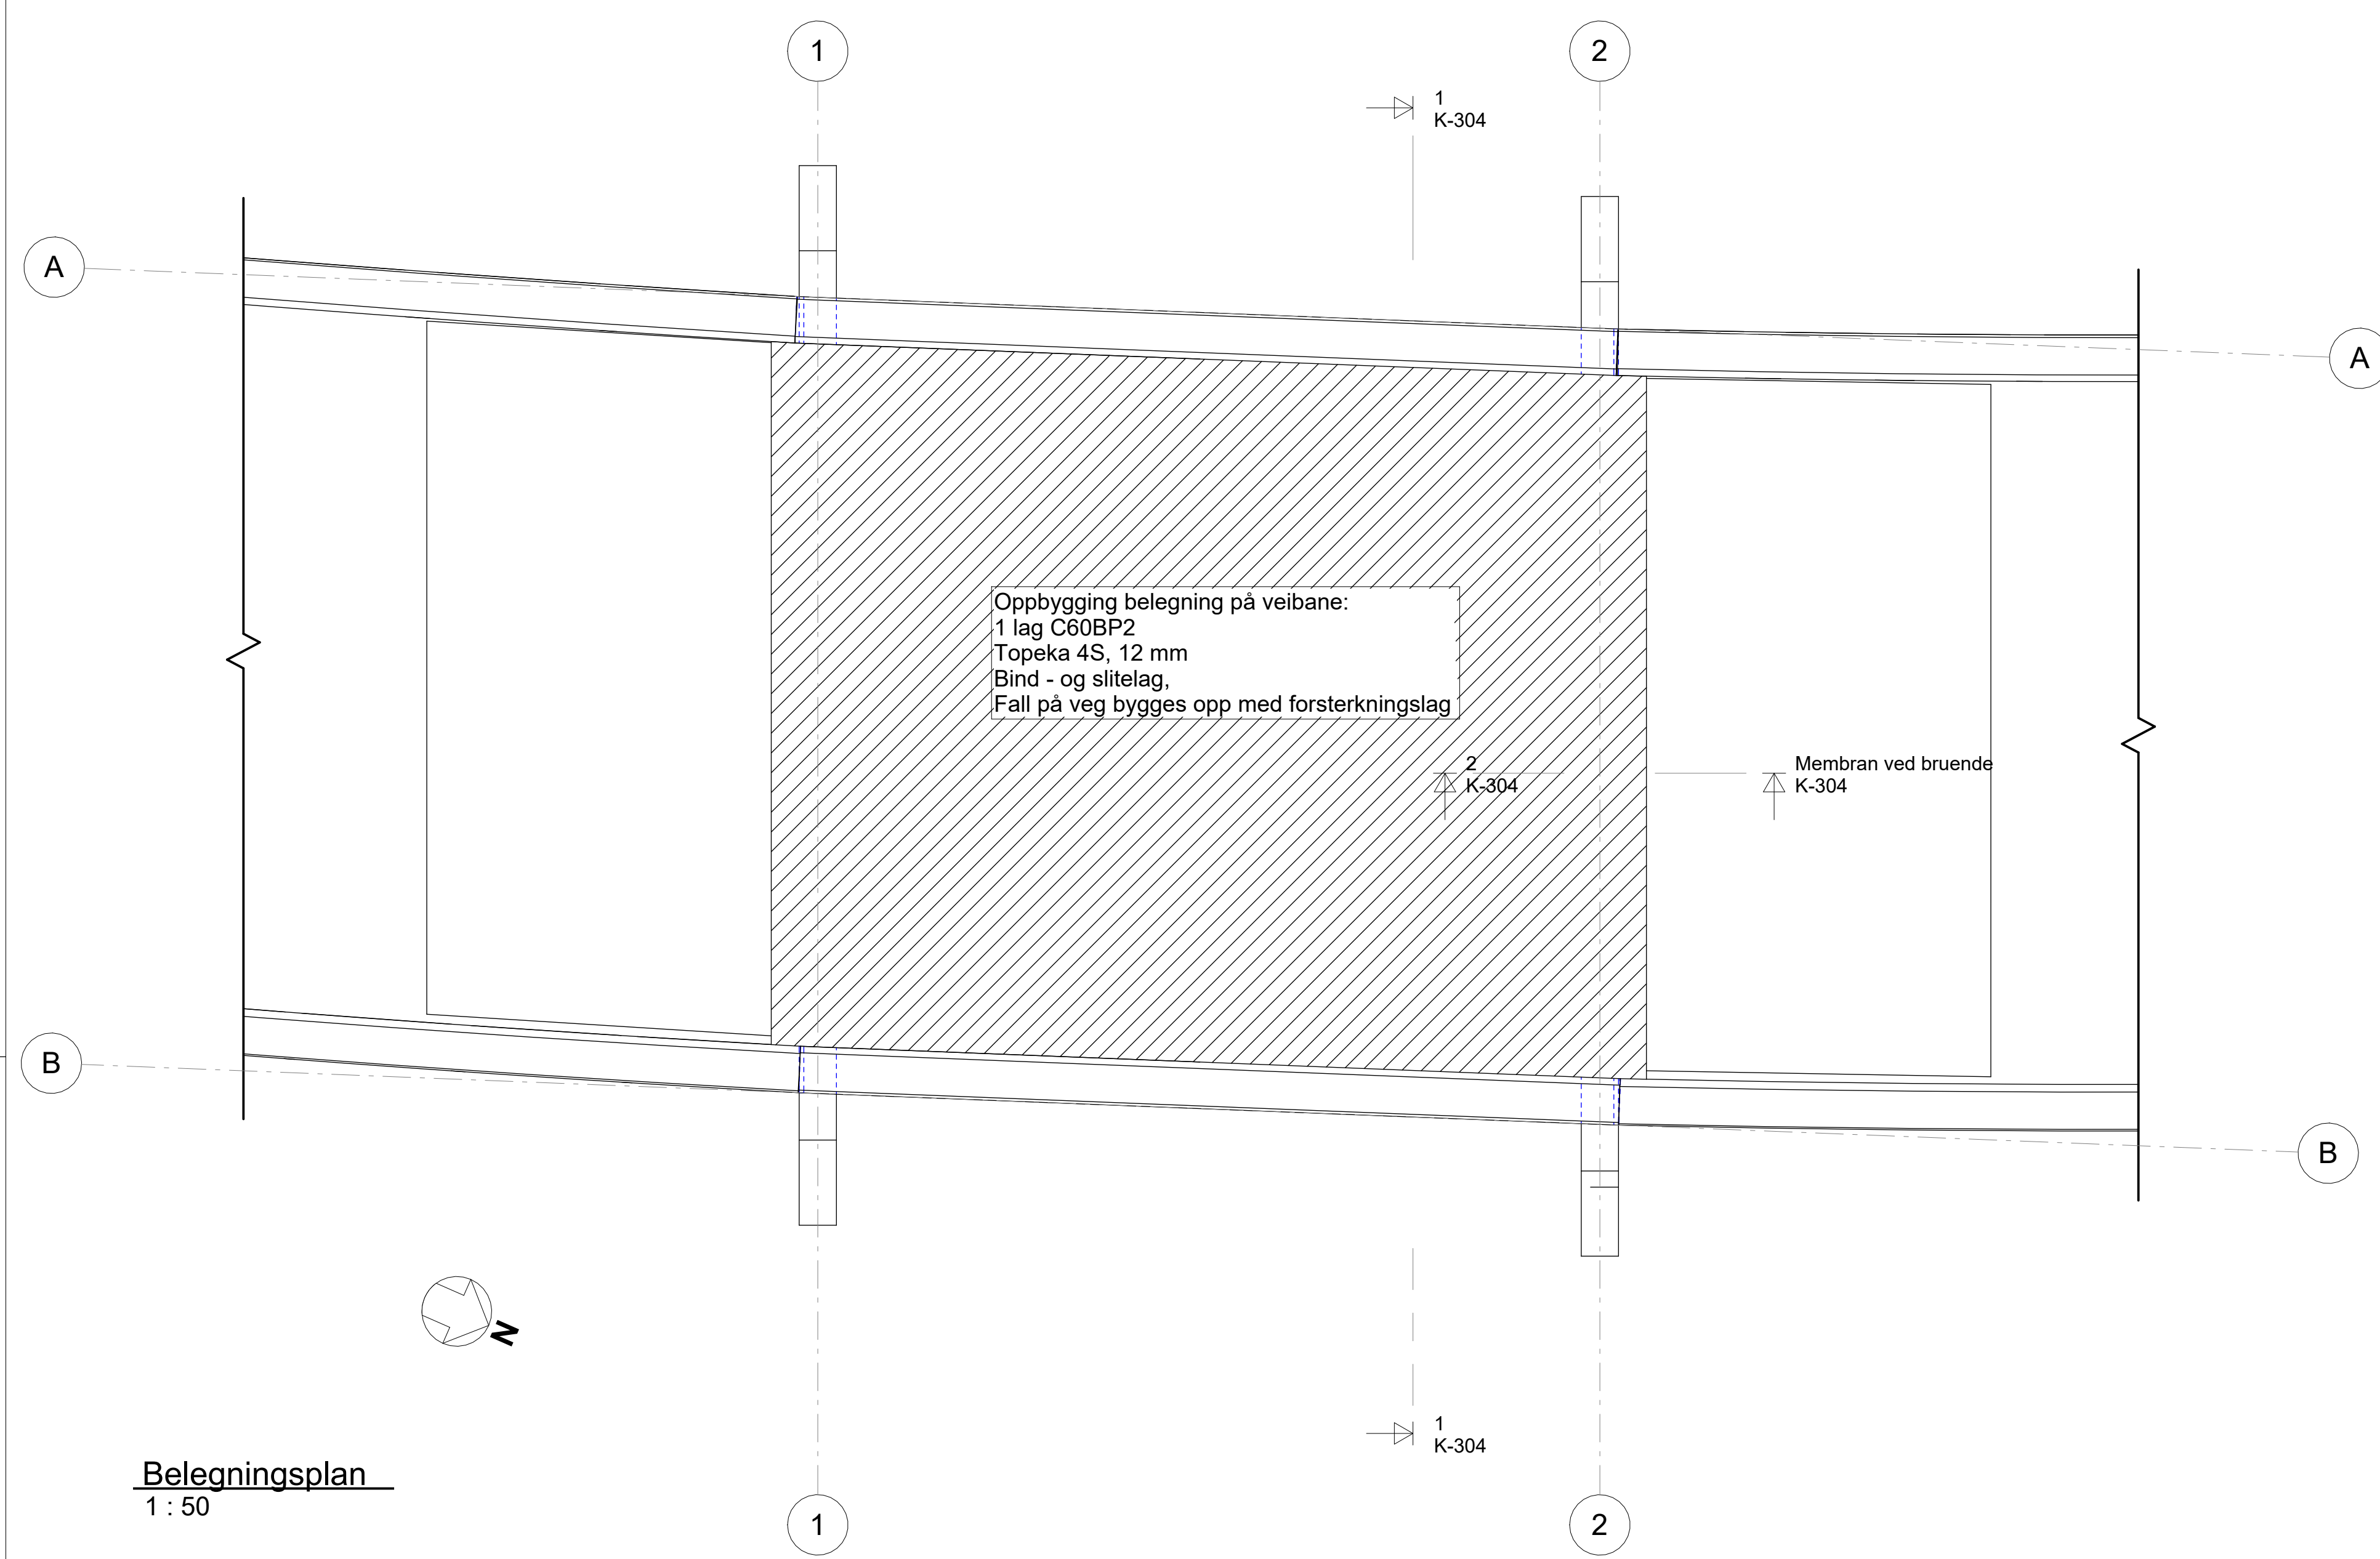 1
2
1
K-304
A
A
Oppbygging belegning på veibane:
1 lag C60BP2
Topeka 4S, 12 mm
Bind - og slitelag,
Fall på veg bygges opp med forsterkningslag
2
K-304
Membran ved bruende
K-304
B
B
N
1
K-304
Belegningsplan
1 : 50
1
2